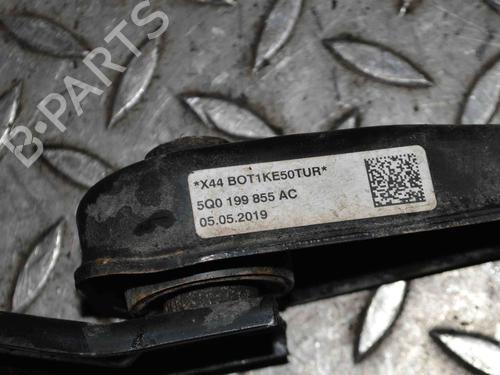 B-PARTS
*X44 BOT1KE50TUR*
5Q0 199 855 AC
05.05.2019